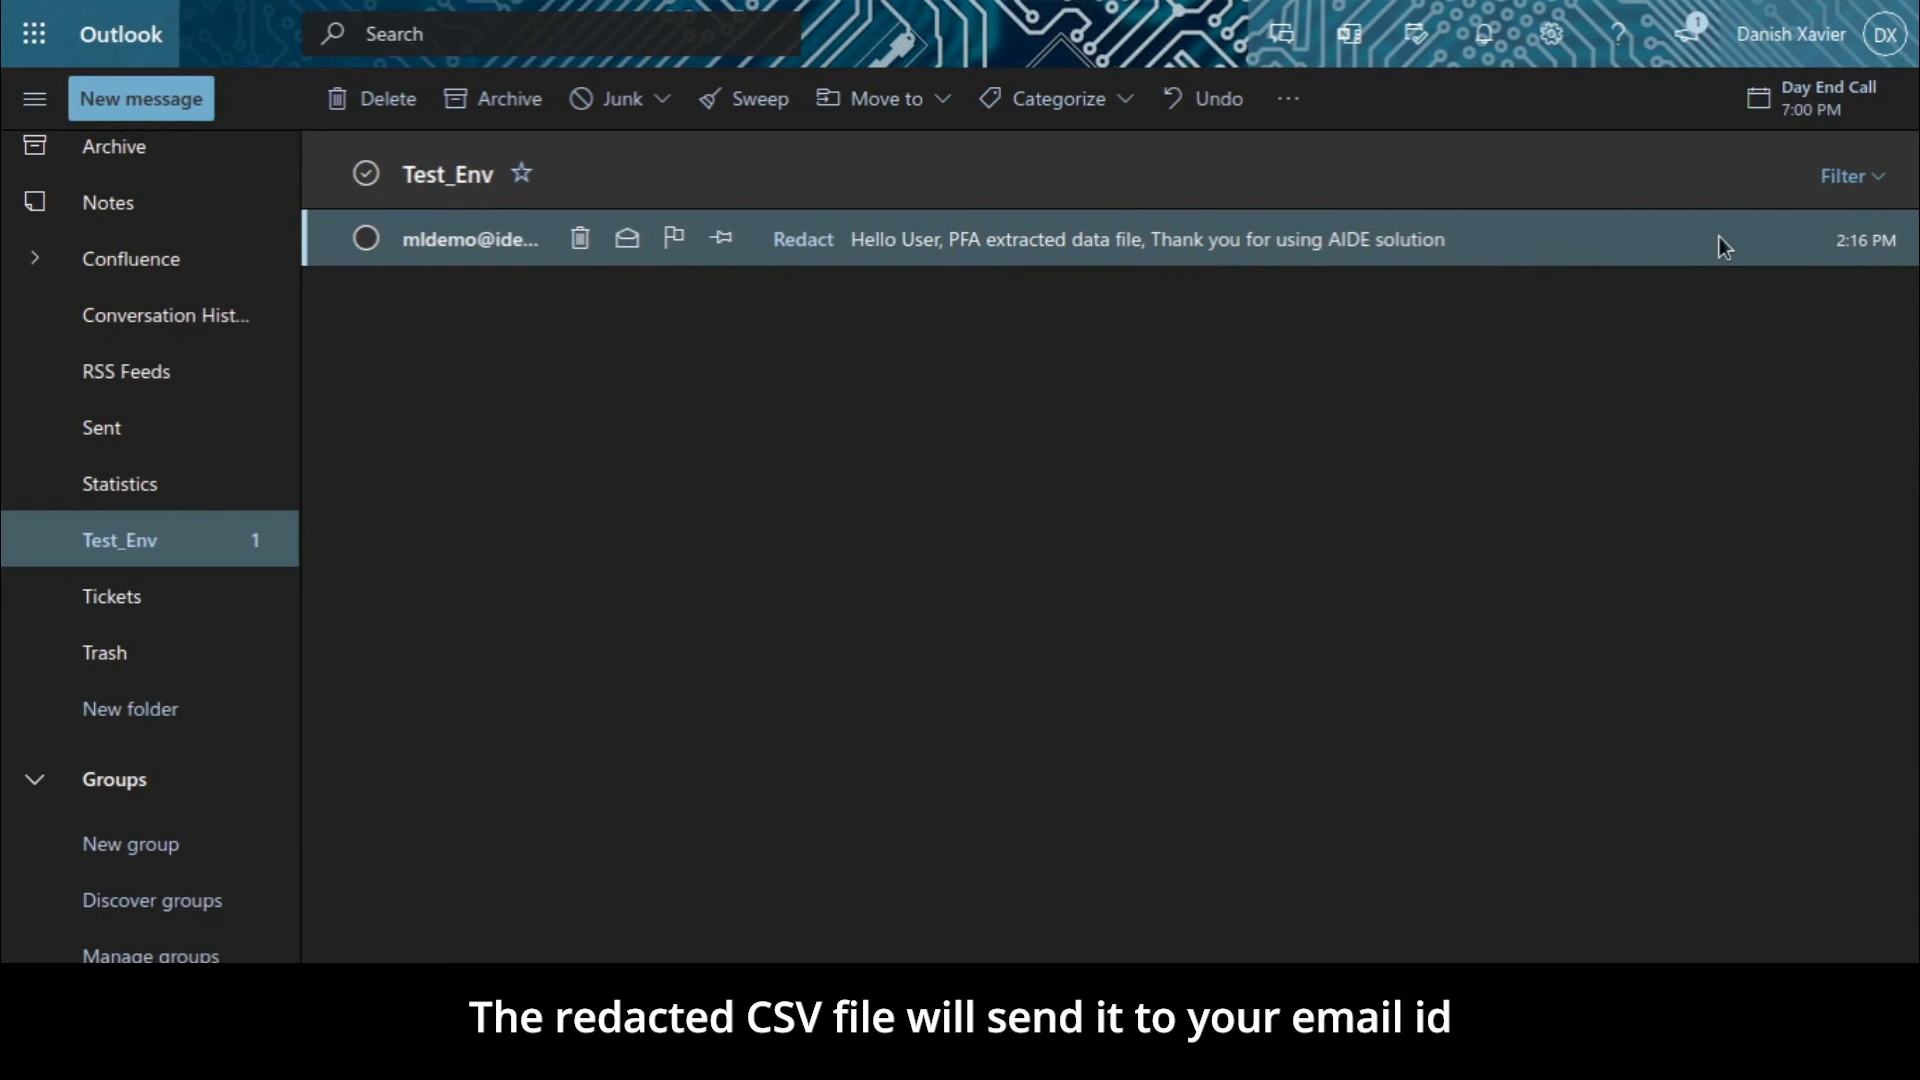 Outlook
Search
1
Danish Xavier
DX
New message
Delete
Archive
Junk
Sweep
Move to
Categorize
Undo
Day End Call
7:00 PM
Archive
Notes
Confluence
Conversation Hist...
RSS Feeds
Sent
Statistics
Test_Env 1
Tickets
Trash
New folder
Groups
New group
Discover groups
Manage groups
Test_Env
Filter
mldemo@ide... Redact Hello User, PFA extracted data file, Thank you for using AIDE solution 2:16 PM
The redacted CSV file will send it to your email id